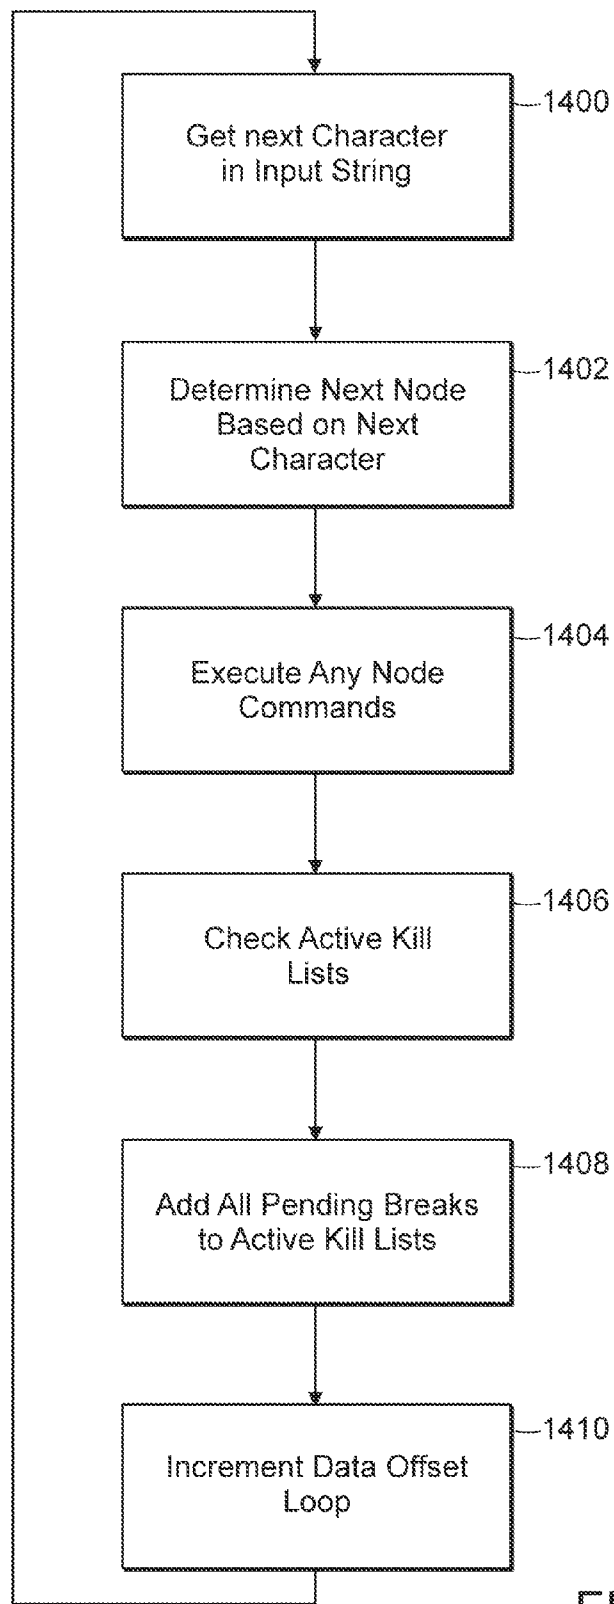 1400
Get next Character
in Input String
1402
Determine Next Node
Based on Next
Character
1404
Execute Any Node
Commands
1406
Check Active Kill
Lists
1408
Add All Pending Breaks
to Active Kill Lists
1410
Increment Data Offset
Loop